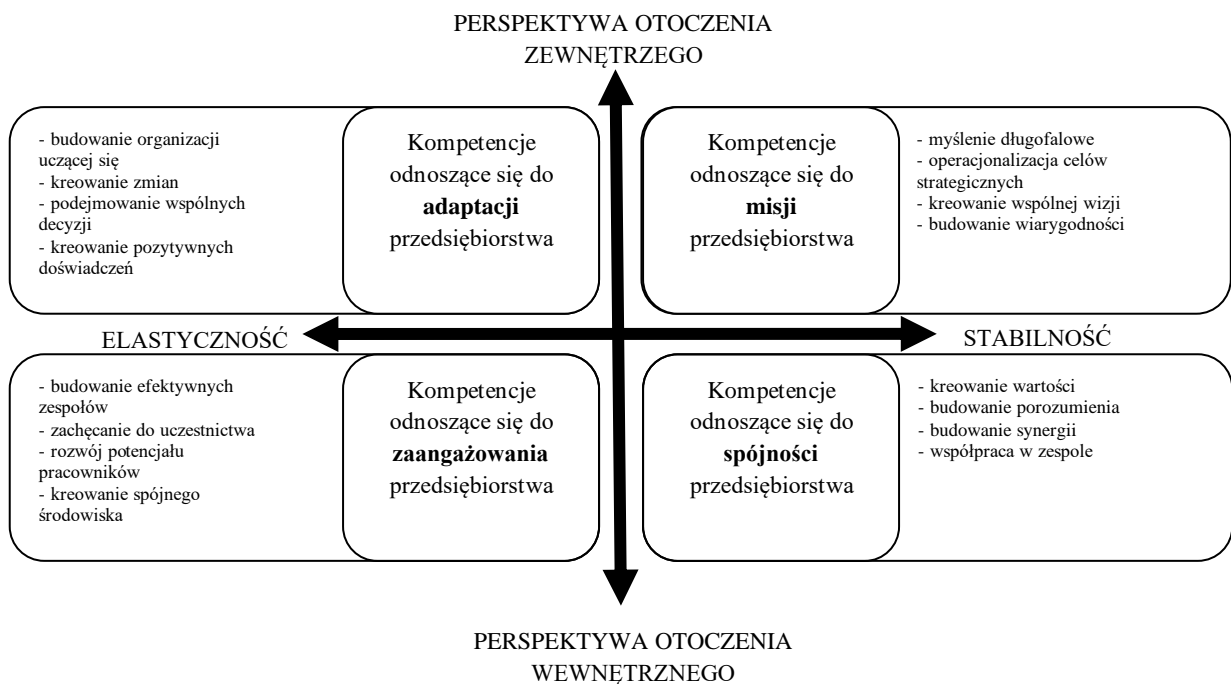 PERSPEKTYWA OTOCZENIA
ZEWNĘTRZEGO
- budowanie organizacji
uczącej się
- kreowanie zmian
- podejmowanie wspólnych
decyzji
- kreowanie pozytywnych
doświadczeń
Kompetencje
odnoszące się do
adaptacji
przedsiębiorstwa
Kompetencje
odnoszące się do
misji
przedsiębiorstwa
- myślenie długofalowe
- operacjonalizacja celów
strategicznych
- kreowanie wspólnej wizji
- budowanie wiarygodności
ELASTYCZNOŚĆ
STABILNOŚĆ
- budowanie efektywnych
zespołów
- zachęcanie do uczestnictwa
- rozwój potencjału
pracowników
- kreowanie spójnego
środowiska
Kompetencje
odnoszące się do
zaangażowania
przedsiębiorstwa
Kompetencje
odnoszące się do
spójności
przedsiębiorstwa
- kreowanie wartości
- budowanie porozumienia
- budowanie synergii
- współpraca w zespole
PERSPEKTYWA OTOCZENIA
WEWNĘTRZNEGO